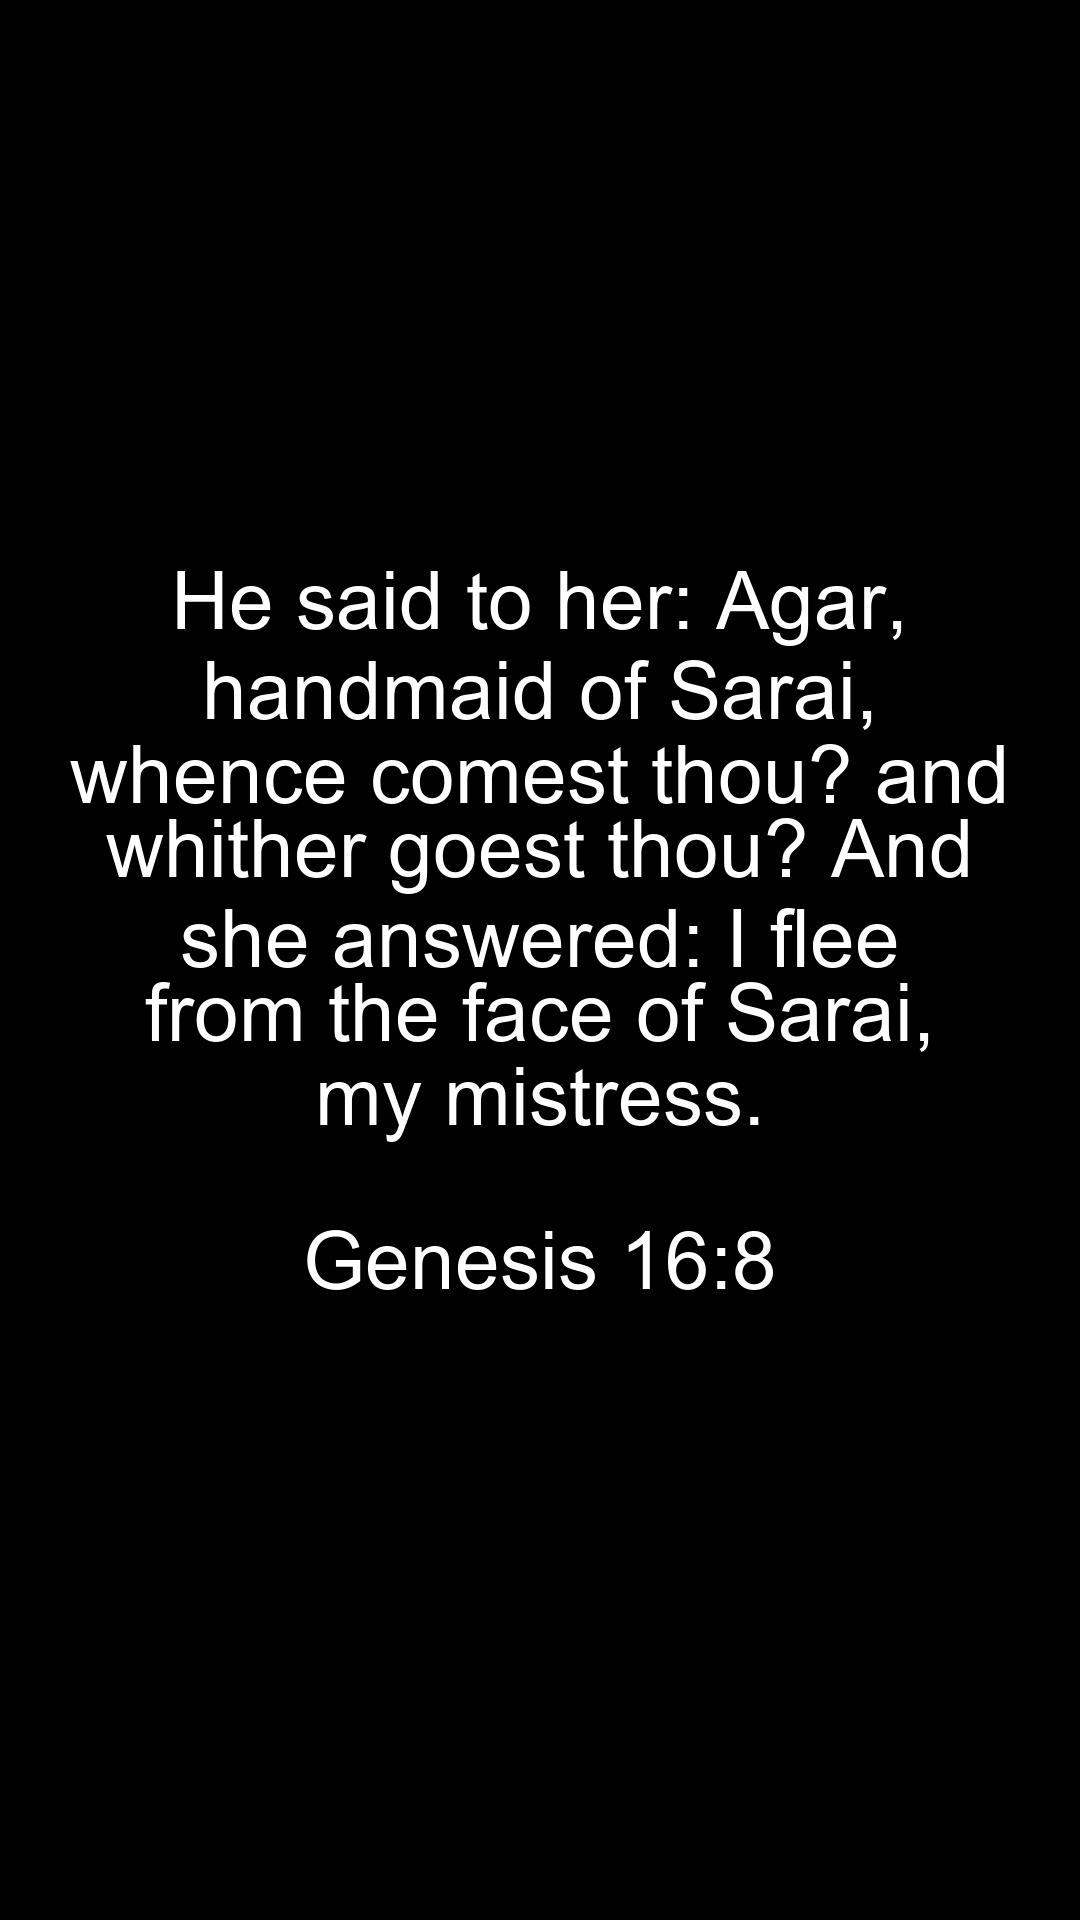 He said to her: Agar,
handmaid of Sarai,
whence comest thou? and
whither goest thou? And
she answered: I flee
from the face of Sarai,
my mistress.
Genesis 16:8